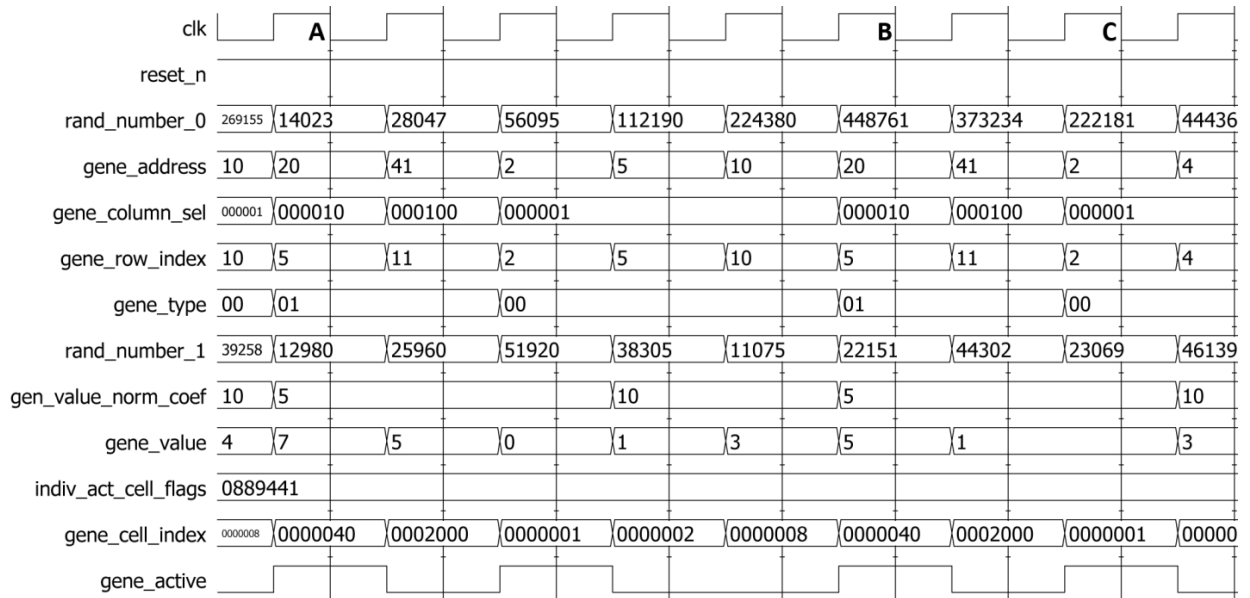 clk A B C
reset_n
rand_number_0 269155 14023 28047 56095 112190 224380 448761 373234 222181 44436
gene_address 10 20 41 2 5 10 20 41 2 4
gene_column_sel 000001 000010 000100 000001 000010 000100 000001
gene_row_index 10 5 11 2 5 10 5 11 2 4
gene_type 00 01 00 01 00
rand_number_1 39258 12980 25960 51920 38305 11075 22151 44302 23069 46139
gen_value_norm_coef 10 5 10 5 10
gene_value 4 7 5 0 1 3 5 1 3
indiv_act_cell_flags 0889441
gene_cell_index 0000008 0000040 0002000 0000001 0000002 0000008 0000040 0002000 0000001 00000
gene_active